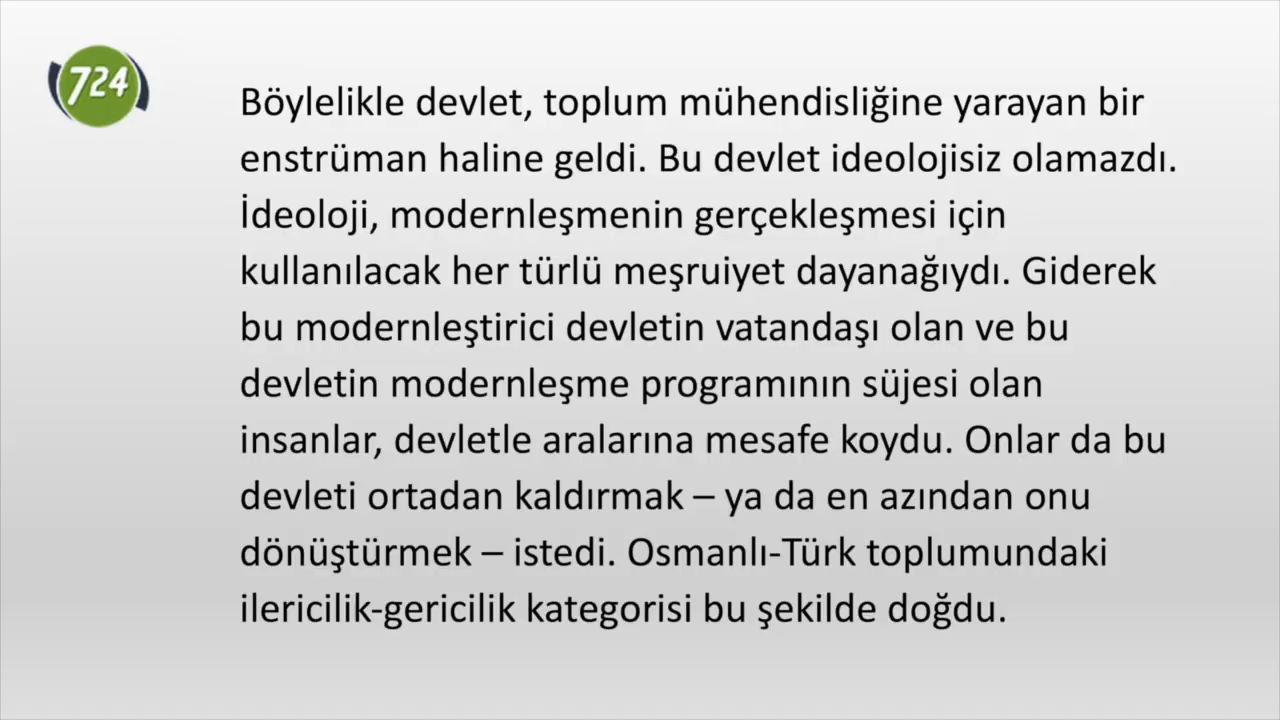 724
Böylelikle devlet, toplum mühendisliğine yarayan bir
enstrüman haline geldi. Bu devlet ideolojisiz olamazdı.
İdeoloji, modernleşmenin gerçekleşmesi için
kullanılacak her türlü meşruiyet dayanağıydı. Giderek
bu modernleştirici devletin vatandaşı olan ve bu
devletin modernleşme programının süjesi olan
insanlar, devletle aralarına mesafe koydu. Onlar da bu
devleti ortadan kaldırmak – ya da en azından onu
dönüştürmek – istedi. Osmanlı-Türk toplumundaki
ilericilik-gericilik kategorisi bu şekilde doğdu.